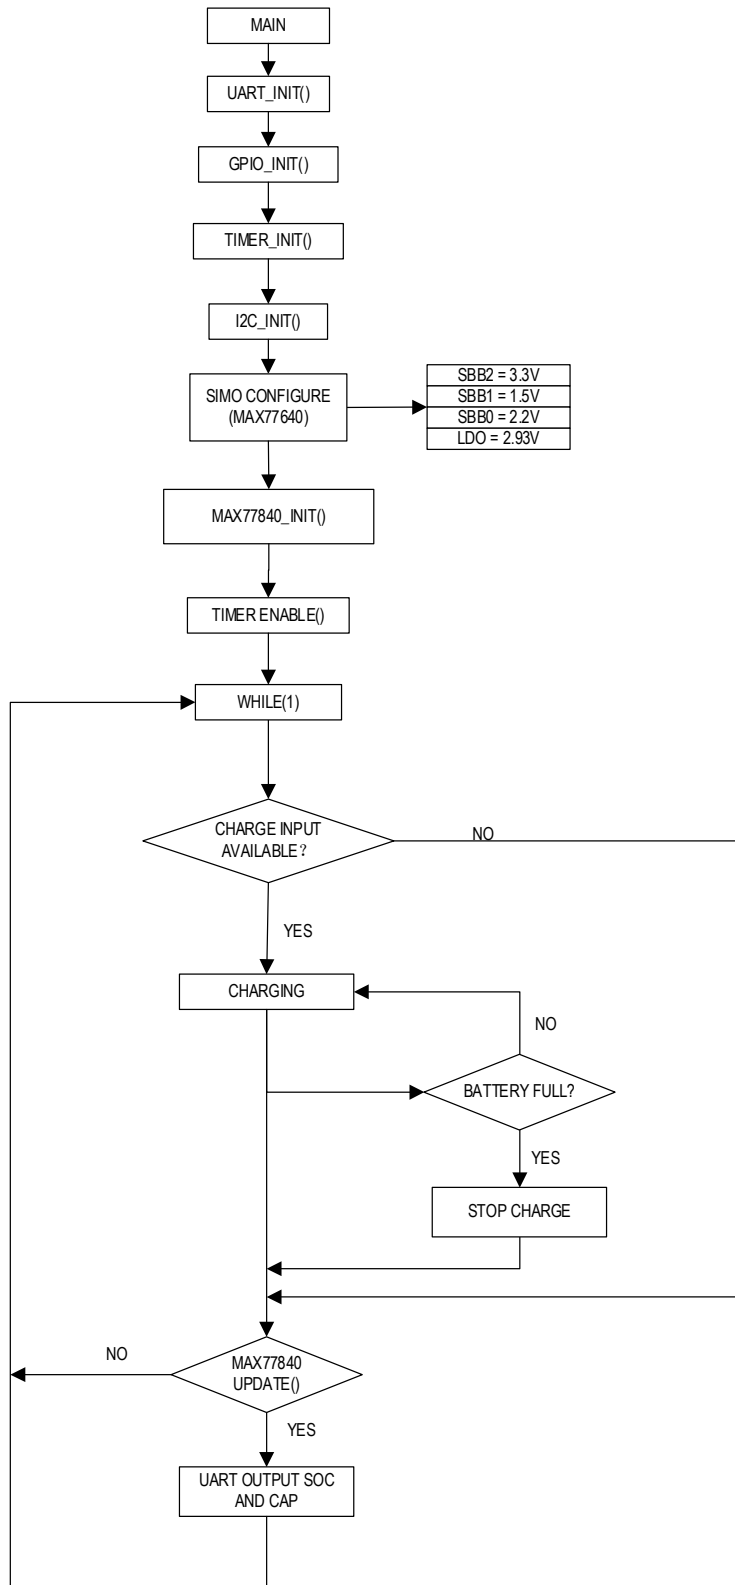 MAIN
UART_INIT()
GPIO_INIT()
TIMER_INIT()
I2C_INIT()
SIMO CONFIGURE
(MAX77640)
SBB2 = 3.3V
SBB1 = 1.5V
SBB0 = 2.2V
LDO = 2.93V
MAX77840_INIT()
TIMER ENABLE()
WHILE(1)
CHARGE INPUT
AVAILABLE?
NO
YES
CHARGING
NO
BATTERY FULL?
YES
STOP CHARGE
NO
MAX77840
UPDATE()
YES
UART OUTPUT SOC
AND CAP